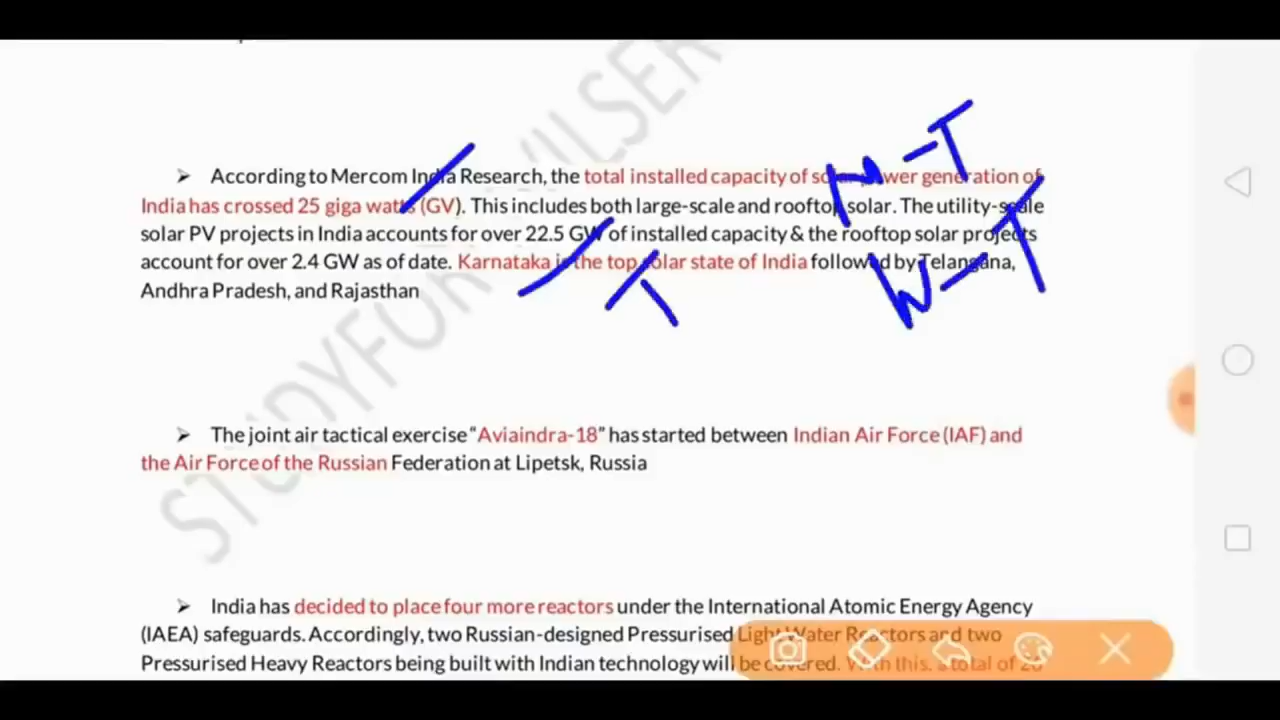 ➤ According to Mercom India Research, the total installed capacity of solar power generation of
India has crossed 25 giga watts (GV). This includes both large-scale and rooftop solar. The utility-scale
solar PV projects in India accounts for over 22.5 GW of installed capacity & the rooftop solar projects
account for over 2.4 GW as of date. Karnataka is the top solar state of India followed by Telangana,
Andhra Pradesh, and Rajasthan
N-T
W-T
T
➤ The joint air tactical exercise “Aviaindra-18” has started between Indian Air Force (IAF) and
the Air Force of the Russian Federation at Lipetsk, Russia
➤ India has decided to place four more reactors under the International Atomic Energy Agency
(IAEA) safeguards. Accordingly, two Russian-designed Pressurised Light Water Reactors and two
Pressurised Heavy Reactors being built with Indian technology will be covered. With this, a total of 26
STUDYFORCIVILSER